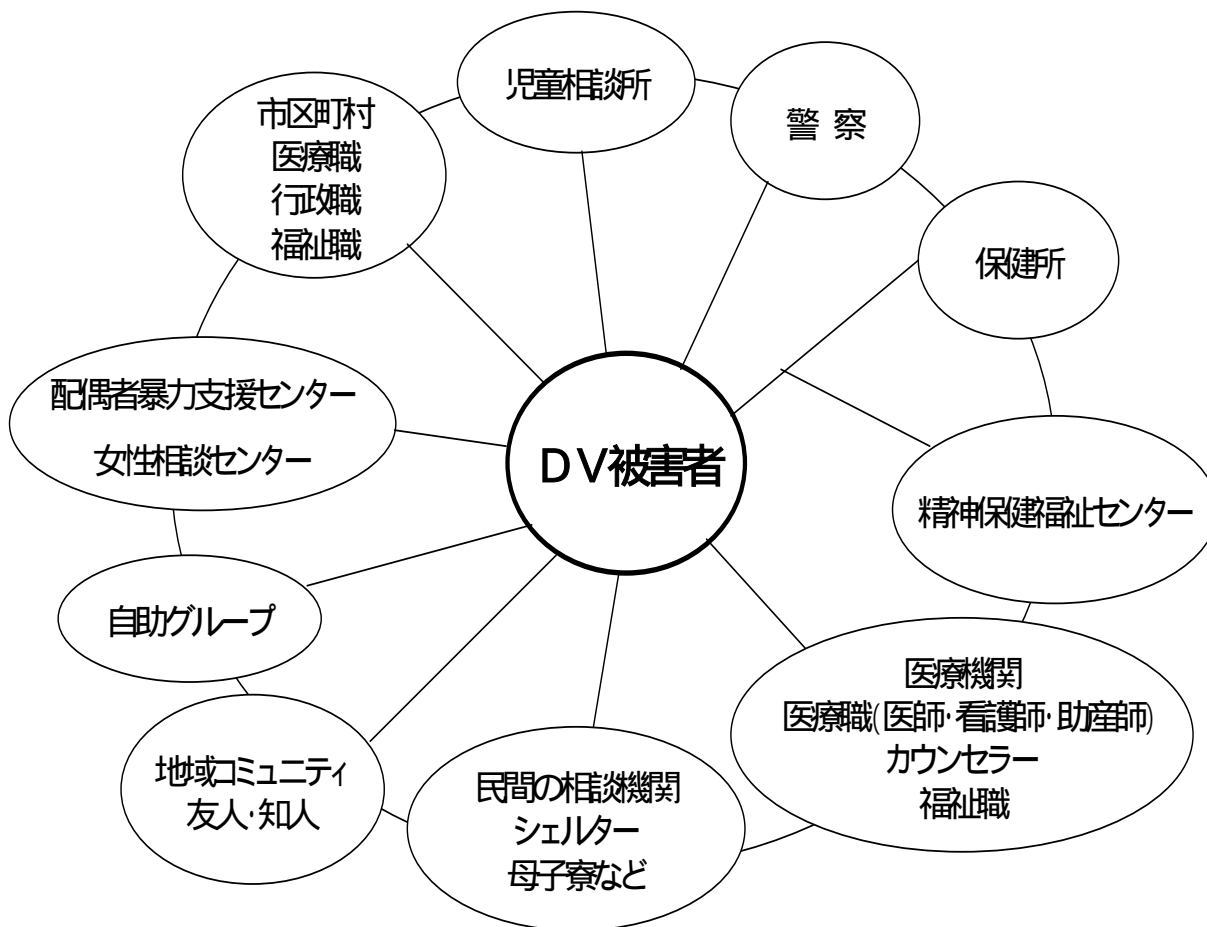 児童相談所
警 察
市区町村
医療職
行政職
福祉職
保健所
配偶者暴力支援センター
女性相談センター
DV被害者
精神保健福祉センター
自助グループ
医療機関
医療職(医師・看護師・助産師)
カウンセラー
福祉職
地域コミュニティ
友人・知人
民間の相談機関
シェルター
母子寮など